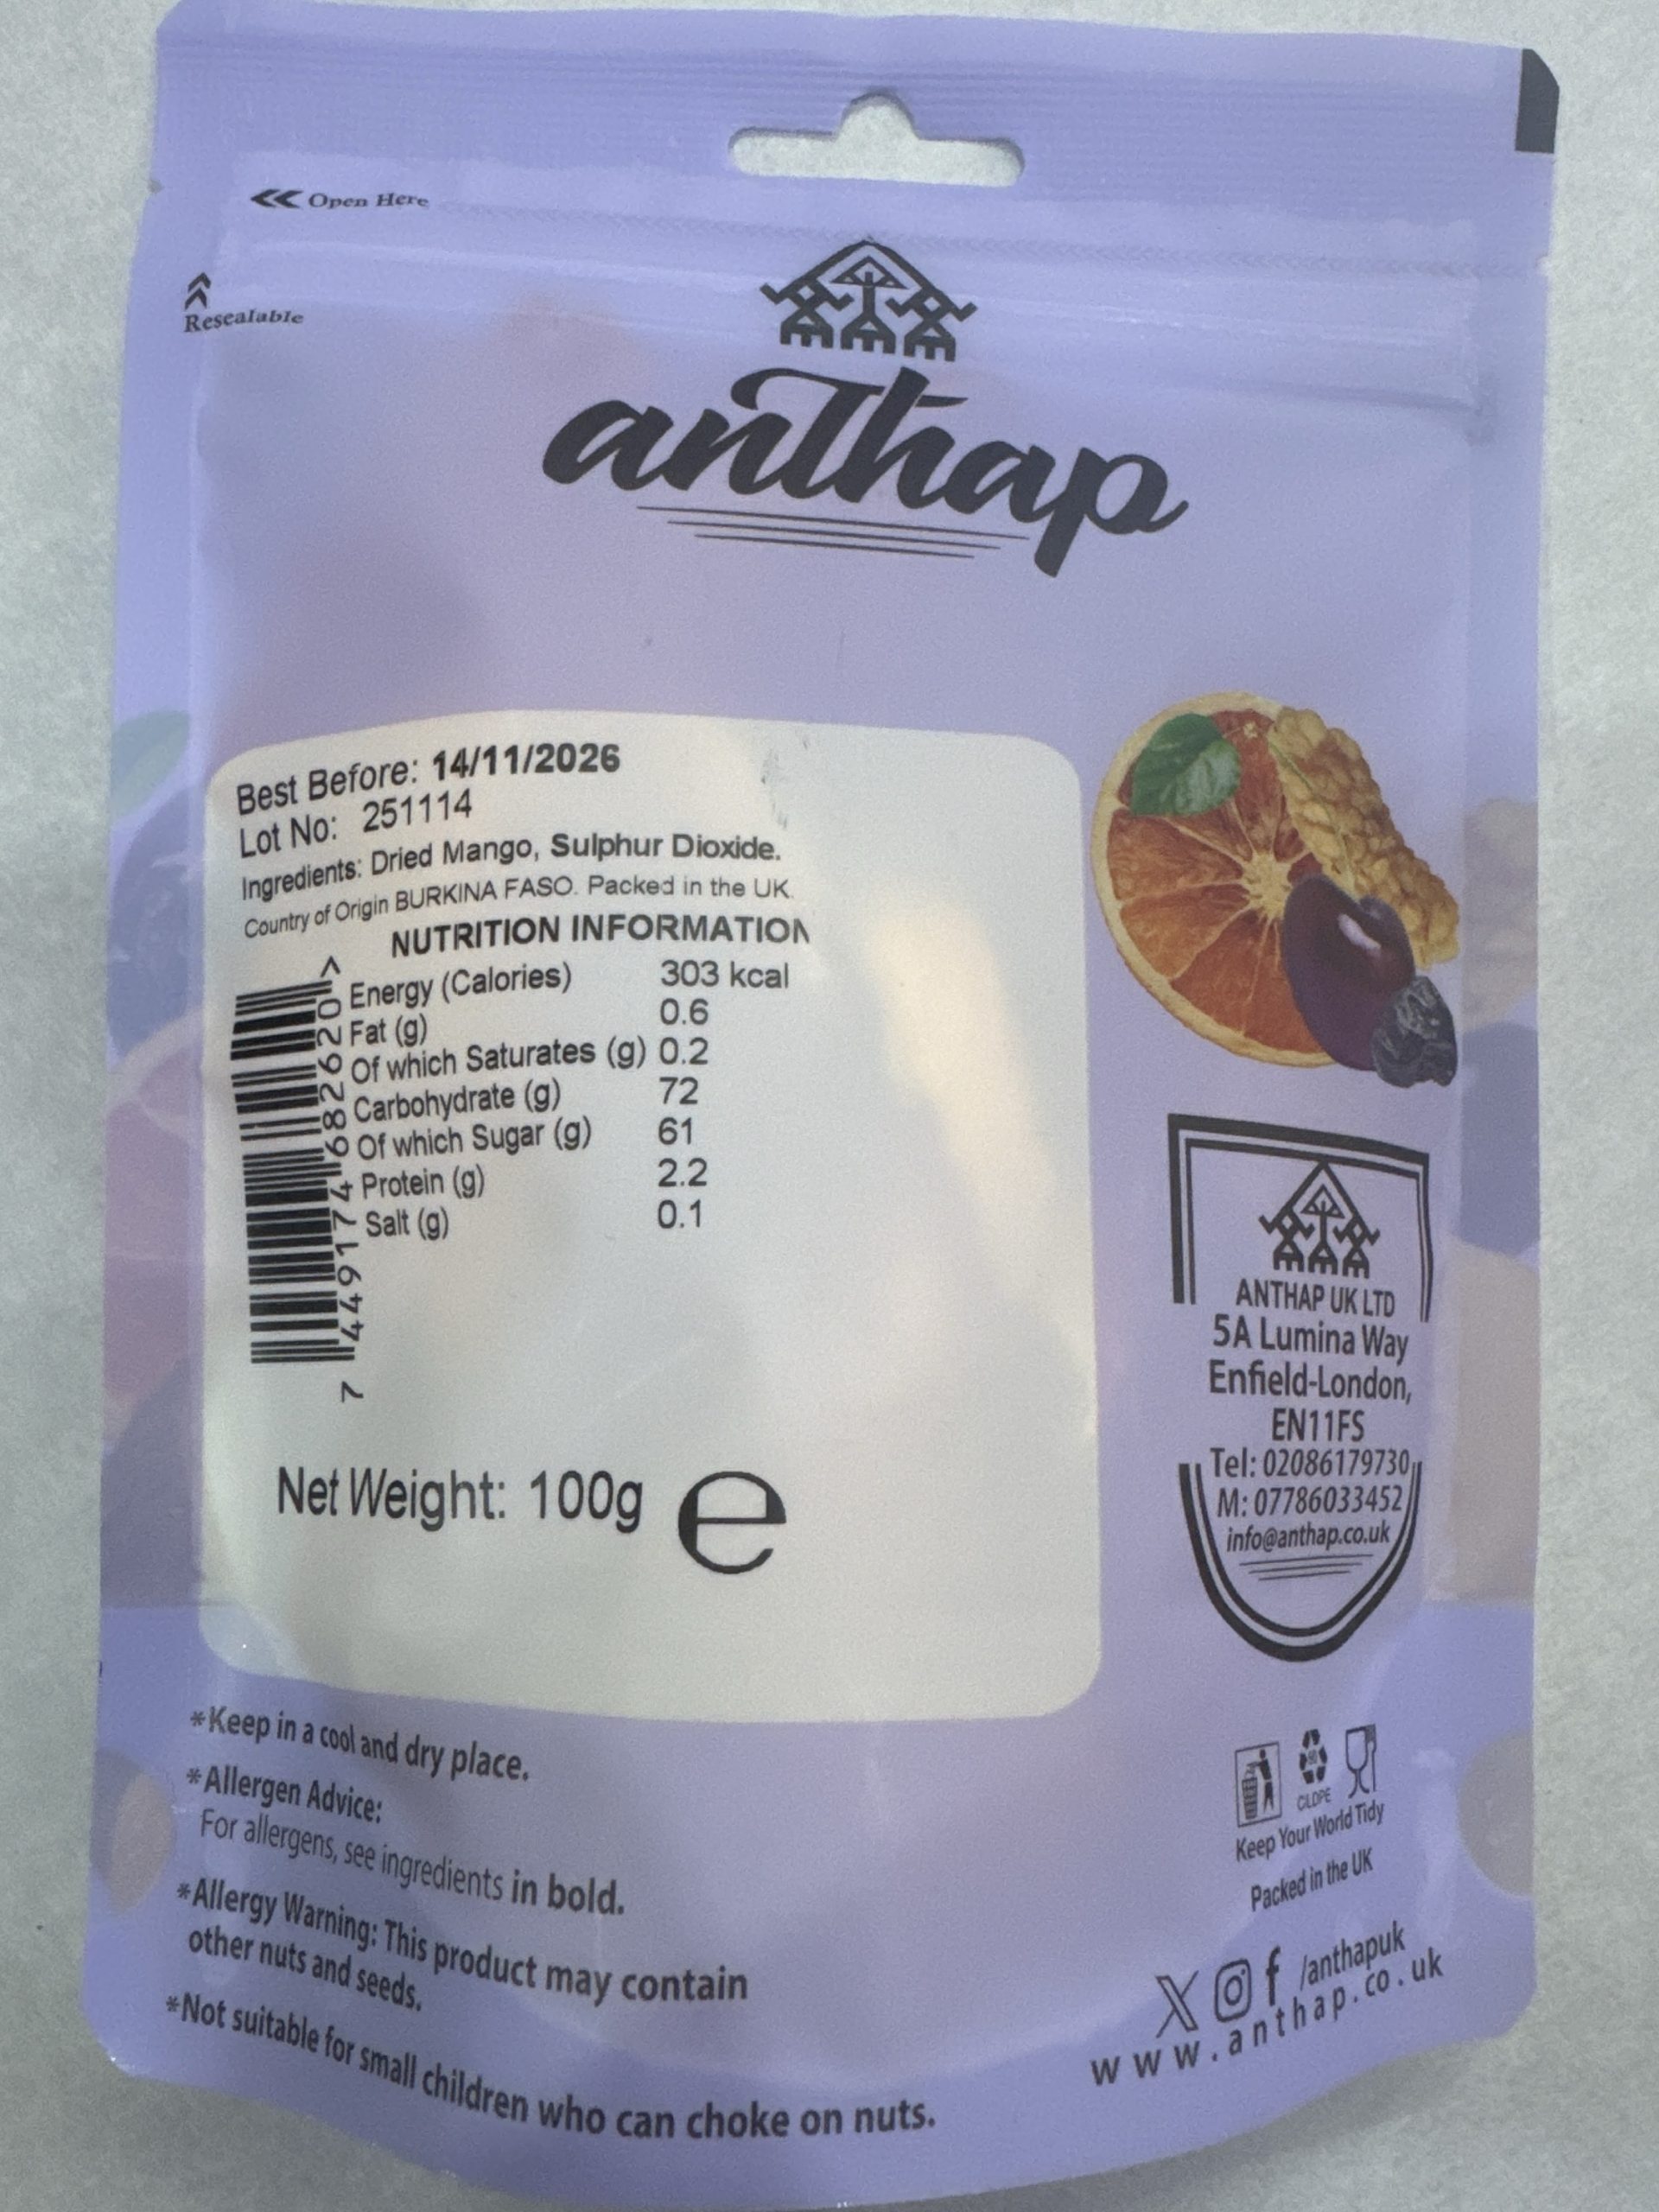 Open Here
Resealable
anthap
Best Before: 14/11/2026
Lot No: 251114
Ingredients: Dried Mango, Sulphur Dioxide.
Country of Origin BURKINA FASO. Packed in the UK.
NUTRITION INFORMATION
Energy (Calories) 303 kcal
Fat (g) 0.6
Of which Saturates (g) 0.2
Carbohydrate (g) 72
Of which Sugar (g) 61
Protein (g) 2.2
Salt (g) 0.1
7 449174 682620 >
Net Weight: 100g e
ANTHAP UK LTD
5A Lumina Way
Enfield-London,
EN11FS
Tel: 02086179730
M: 07786033452
info@anthap.co.uk
*Keep in a cool and dry place.
*Allergen Advice:
For allergens, see ingredients in bold.
*Allergy Warning: This product may contain
other nuts and seeds.
*Not suitable for small children who can choke on nuts.
Keep Your World Tidy
Packed in the UK
/anthapuk
www.anthap.co.uk